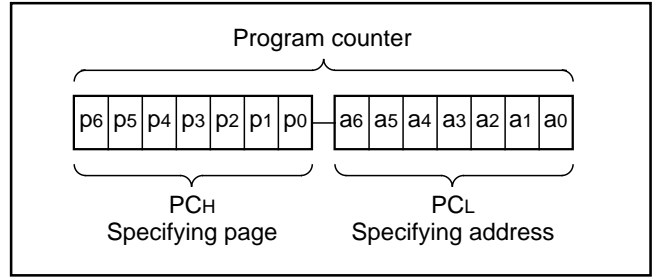 Program counter
p6 p5 p4 p3 p2 p1 p0 a6 a5 a4 a3 a2 a1 a0
PCH PCL
Specifying page Specifying address